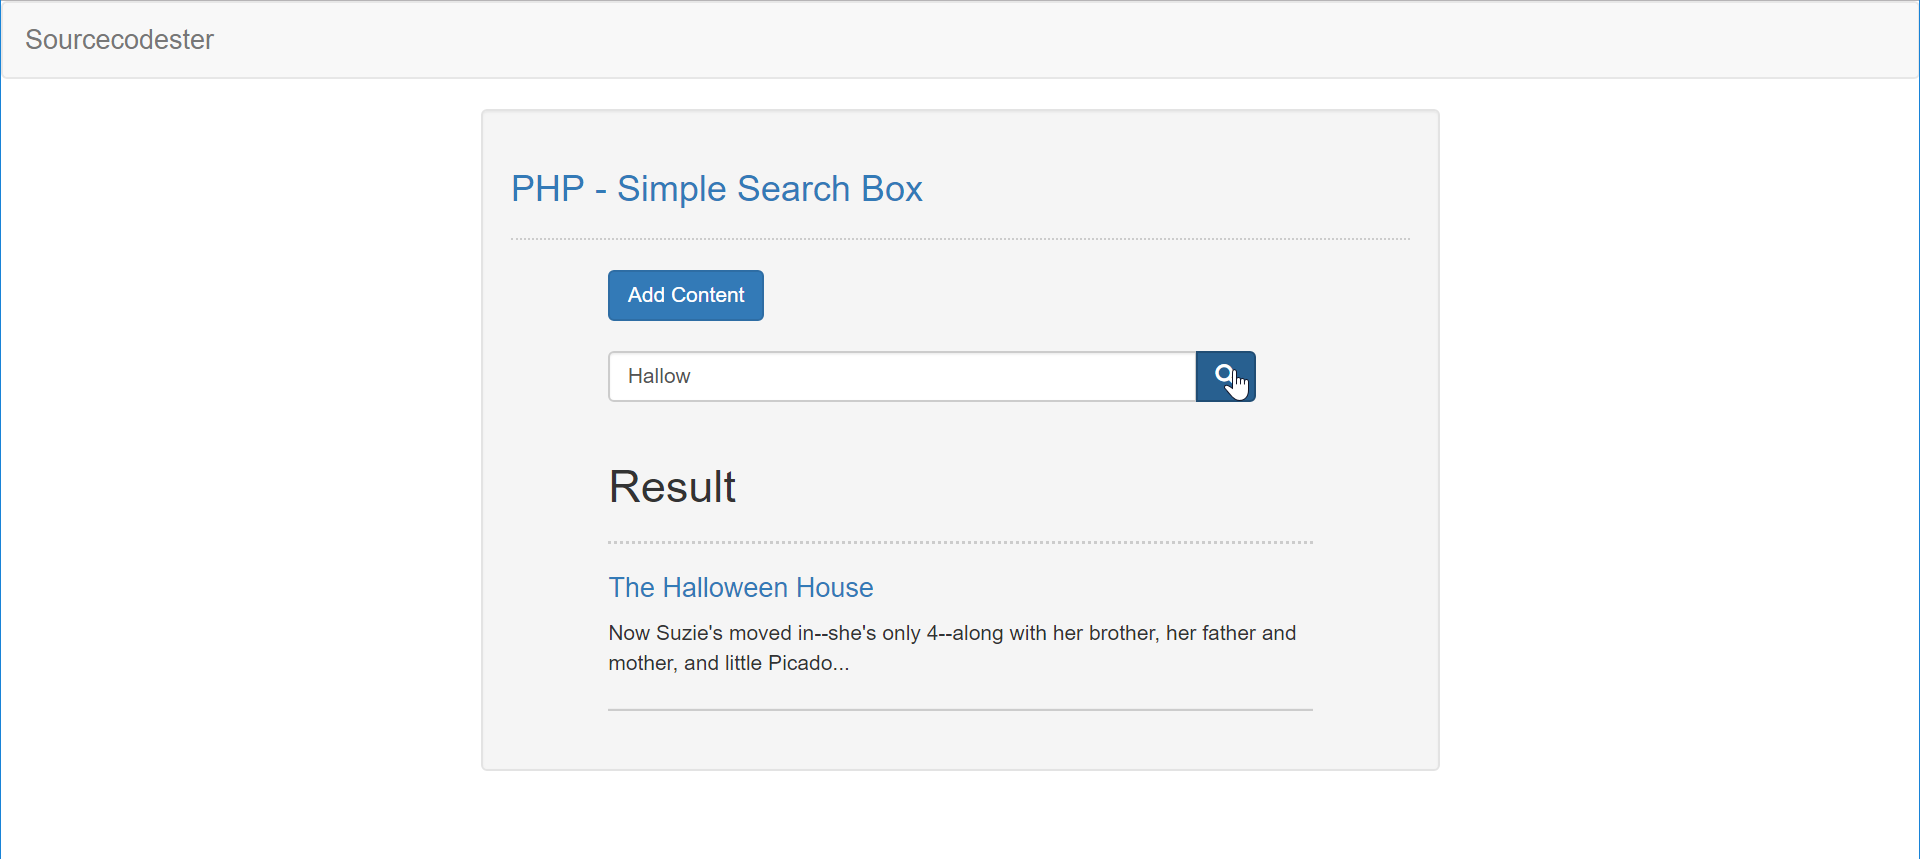 Sourcecodester
PHP - Simple Search Box
Add Content
Hallow
Result
The Halloween House
Now Suzie's moved in--she's only 4--along with her brother, her father and
mother, and little Picado...